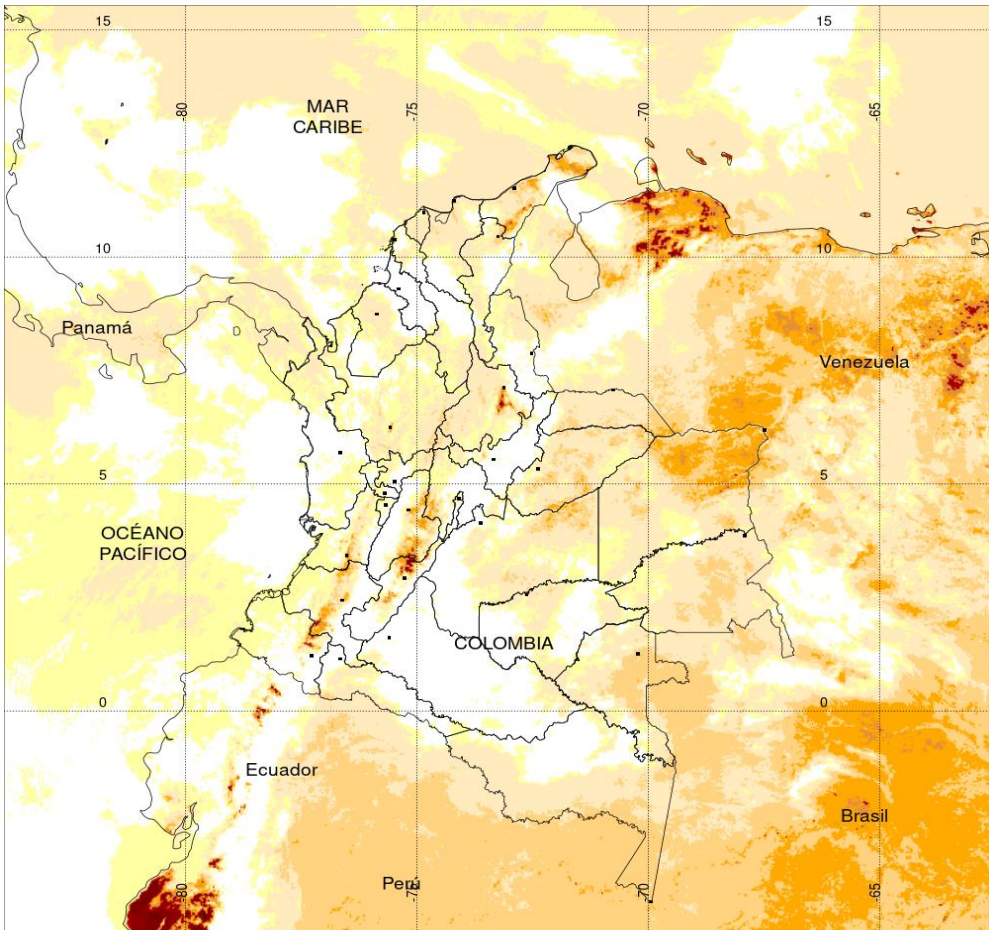 15
15
-80
-75
-70
-65
MAR
CARIBE
10
10
Panamá
Venezuela
5
5
OCÉANO
PACÍFICO
COLOMBIA
0
0
Ecuador
Brasil
Perú
-80
-75
-70
-65